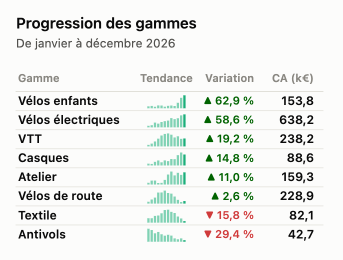 Progression des gammes
De janvier à décembre 2026
Gamme Tendance Variation CA (k€)
Vélos enfants ▲ 62,9 % 153,8
Vélos électriques ▲ 58,6 % 638,2
VTT ▲ 19,2 % 238,2
Casques ▲ 14,8 % 88,6
Atelier ▲ 11,0 % 159,3
Vélos de route ▲ 2,6 % 228,9
Textile ▼ 15,8 % 82,1
Antivols ▼ 29,4 % 42,7